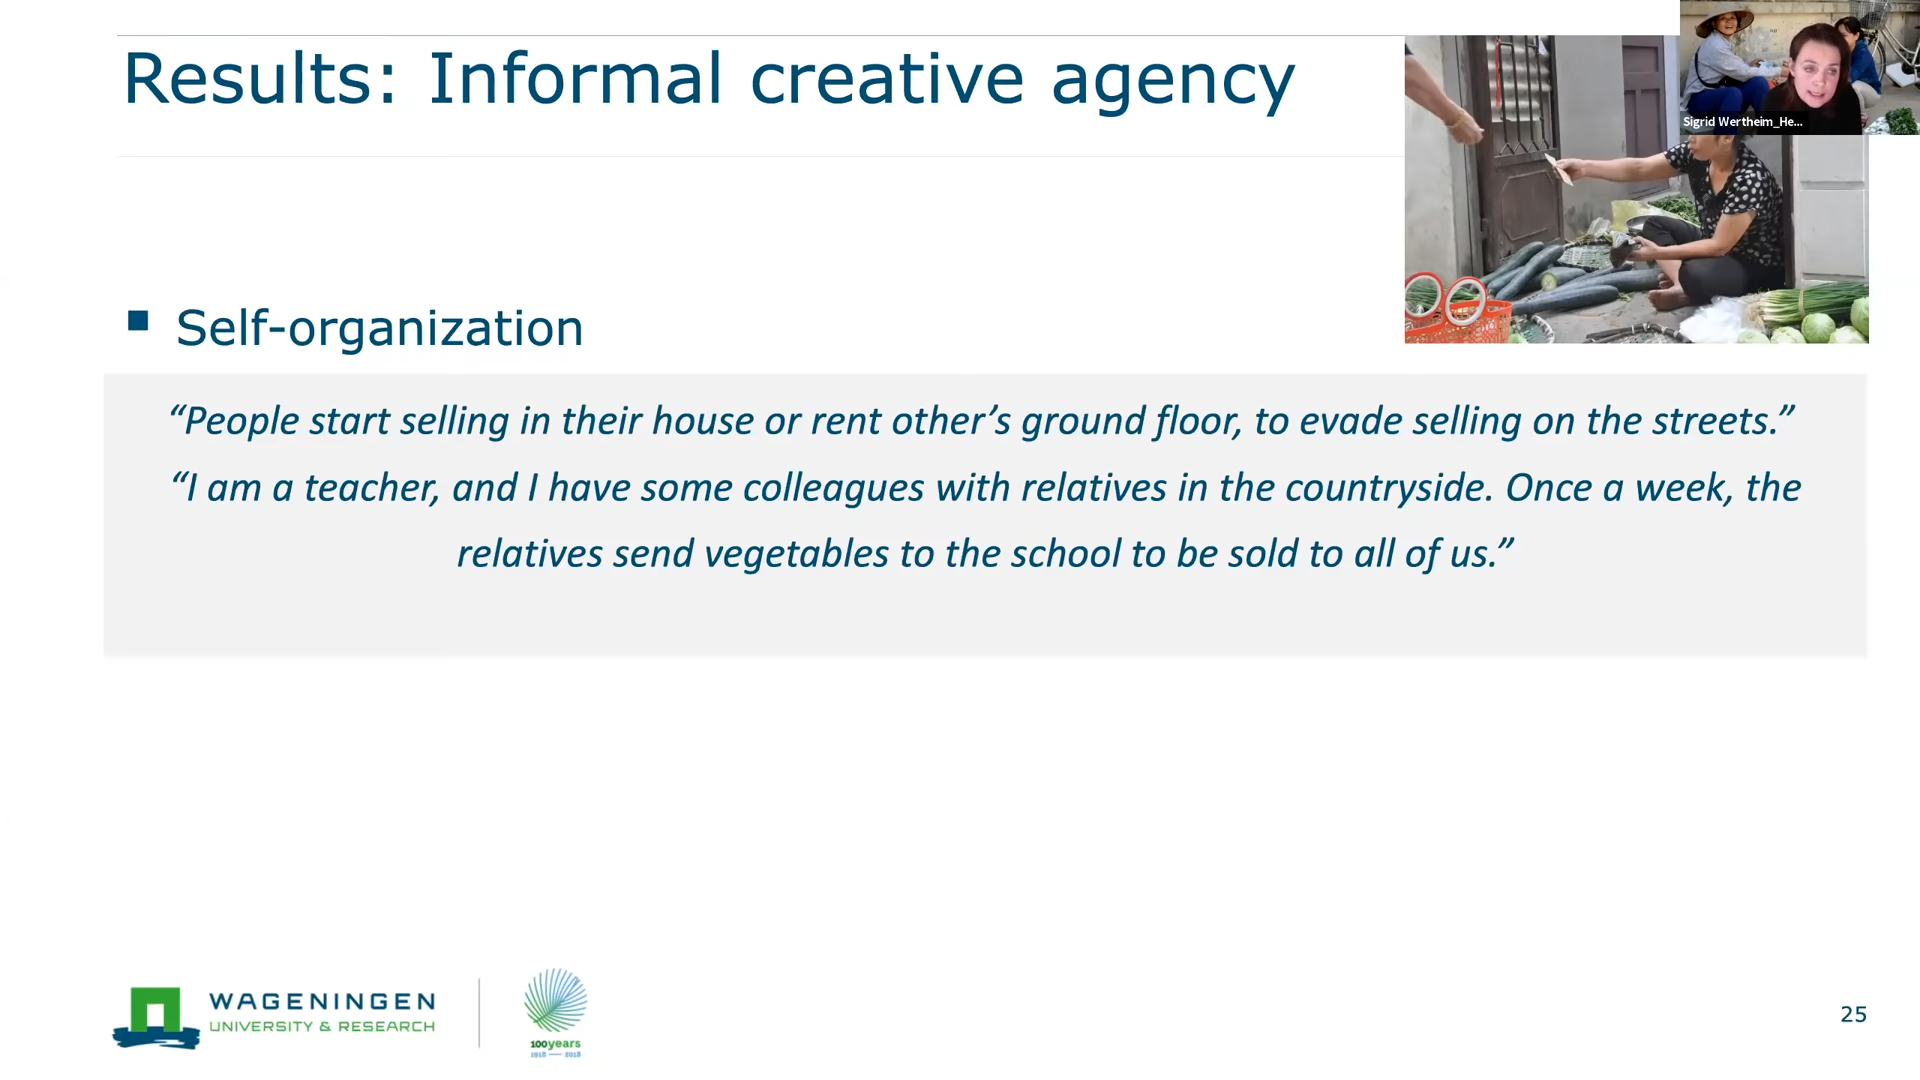 Results: Informal creative agency
Sigrid Wertheim_He...
▪ Self-organization
“People start selling in their house or rent other’s ground floor, to evade selling on the streets.”
“I am a teacher, and I have some colleagues with relatives in the countryside. Once a week, the
relatives send vegetables to the school to be sold to all of us.”
WAGENINGEN
UNIVERSITY & RESEARCH
100years
1918 — 2018
25